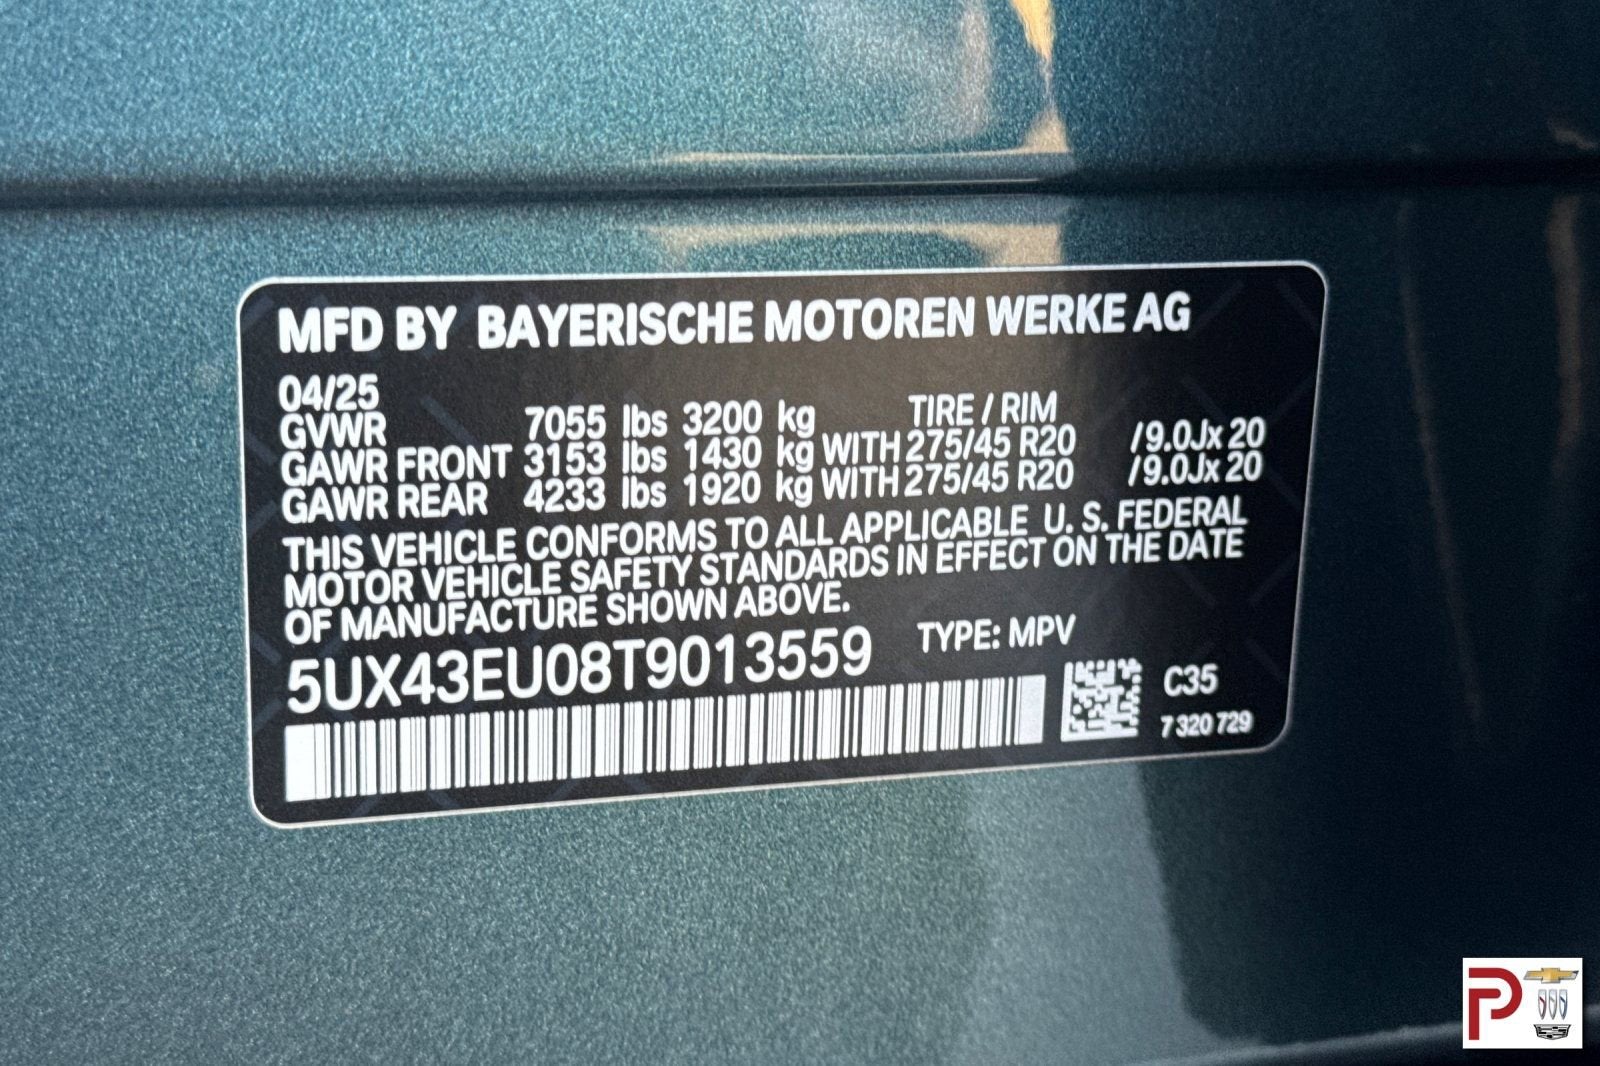 MFD BY BAYERISCHE MOTOREN WERKE AG
04/25
GVWR 7055 lbs 3200 kg TIRE / RIM
GAWR FRONT 3153 lbs 1430 kg WITH 275/45 R20 /9.0Jx 20
GAWR REAR 4233 lbs 1920 kg WITH 275/45 R20 /9.0Jx 20
THIS VEHICLE CONFORMS TO ALL APPLICABLE U. S. FEDERAL
MOTOR VEHICLE SAFETY STANDARDS IN EFFECT ON THE DATE
OF MANUFACTURE SHOWN ABOVE.
5UX43EU08T9013559 TYPE: MPV
C35
7 320 729
P